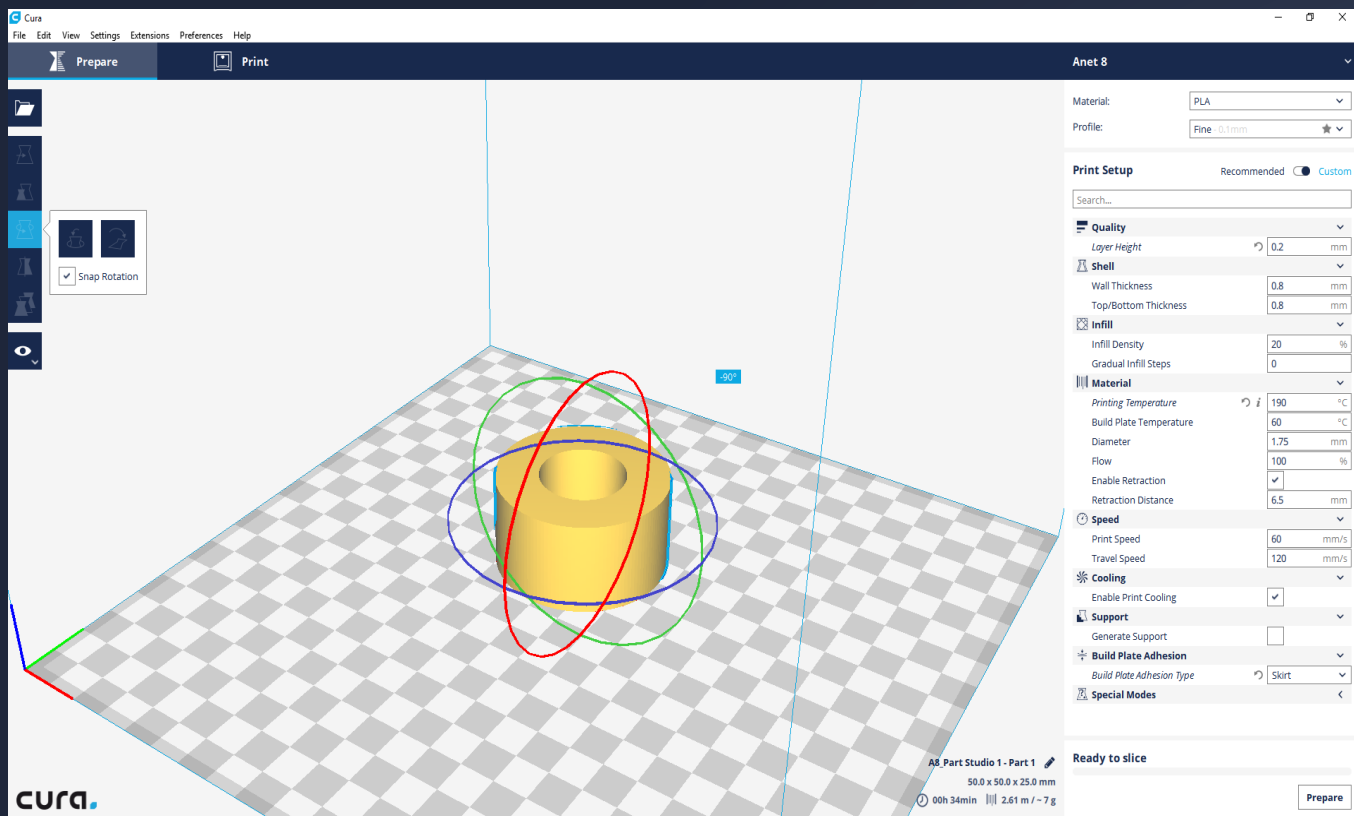 Cura
File Edit View Settings Extensions Preferences Help
Prepare Print Anet 8
Material: PLA
Profile: Fine - 0.1mm
Print Setup Recommended Custom
Search...
Quality
Layer Height 0.2 mm
Shell
Wall Thickness 0.8 mm
Top/Bottom Thickness 0.8 mm
Infill
Infill Density 20 %
Gradual Infill Steps 0
Material
Printing Temperature i 190 °C
Build Plate Temperature 60 °C
Diameter 1.75 mm
Flow 100 %
Enable Retraction
Retraction Distance 6.5 mm
Speed
Print Speed 60 mm/s
Travel Speed 120 mm/s
Cooling
Enable Print Cooling
Support
Generate Support
Build Plate Adhesion
Build Plate Adhesion Type Skirt
Special Modes
Snap Rotation
-90°
A8_Part Studio 1 - Part 1
50.0 x 50.0 x 25.0 mm
00h 34min 2.61 m / ~ 7 g
Ready to slice
Prepare
cura.